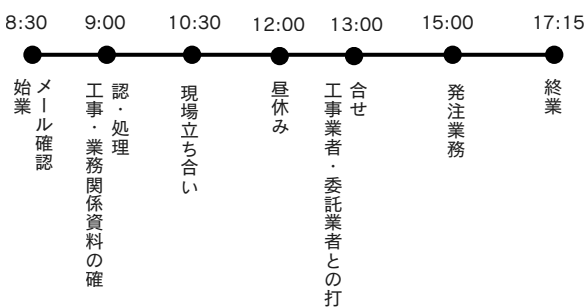 8:30
9:00
10:30
12:00
13:00
15:00
17:15
始業
メール確認
工事・業務関係資料の確
認・処理
現場立ち合い
昼休み
工事業者・委託業者との打
合せ
発注業務
終業